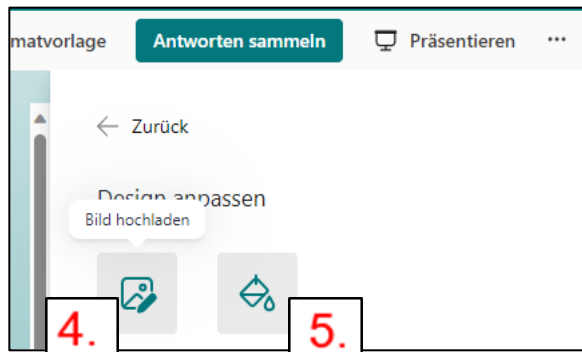 matvorlage Antworten sammeln Präsentieren ...
Zurück
Design anpassen
Bild hochladen
4. 5.